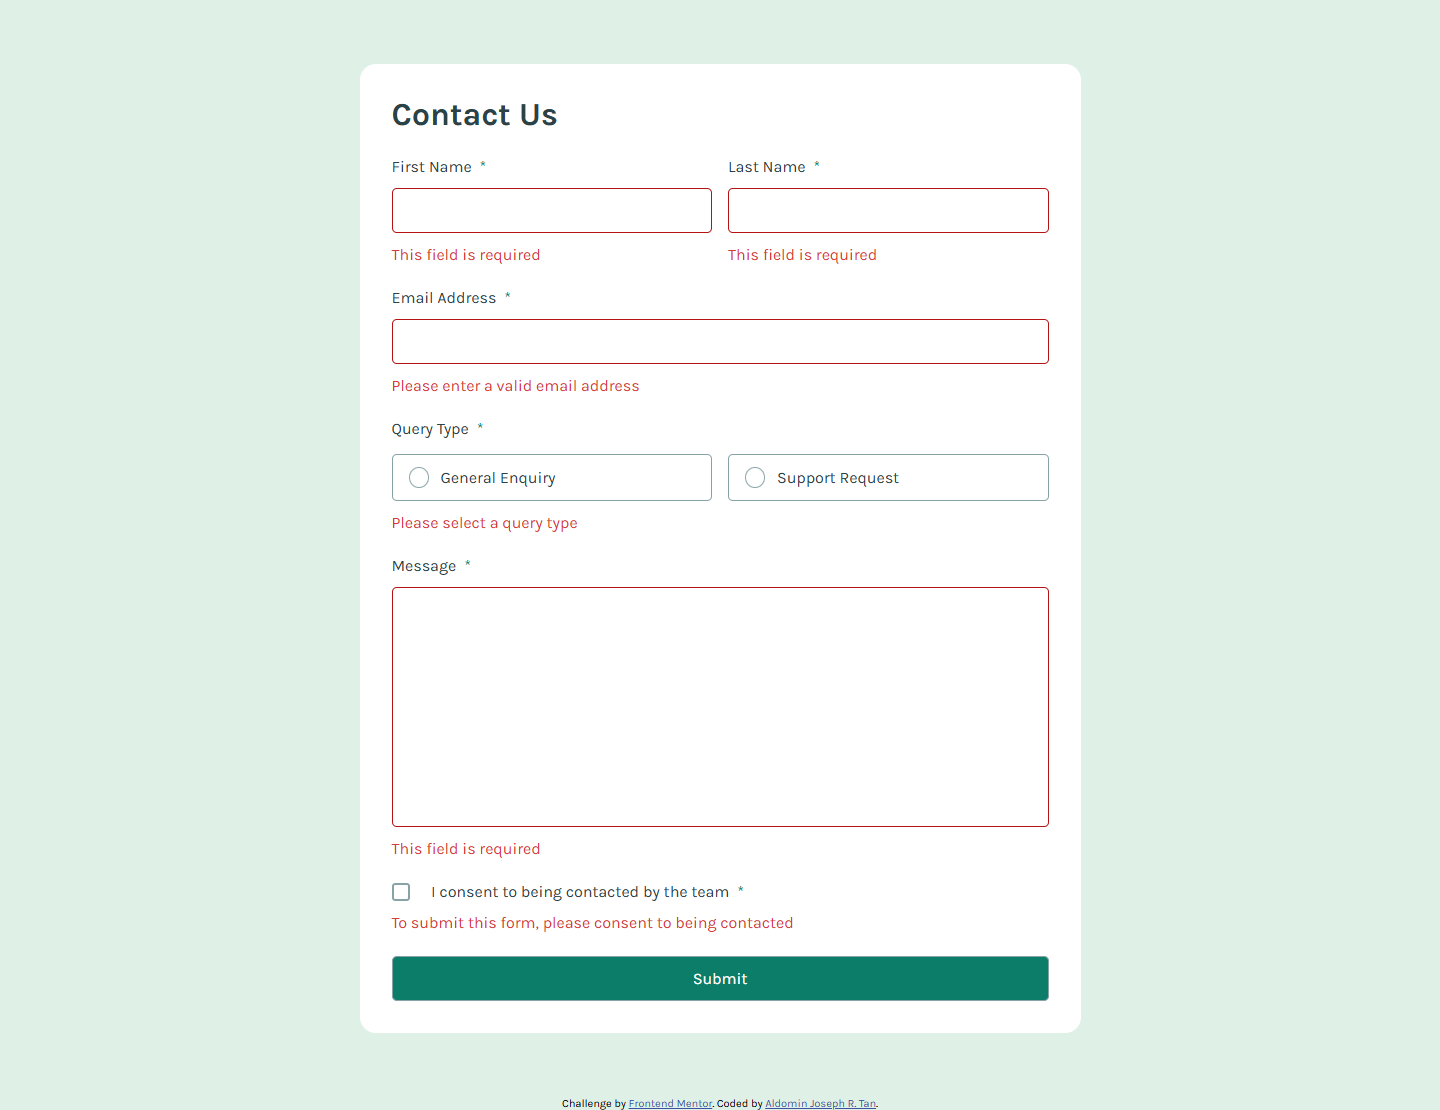 Contact Us
First Name *
Last Name *
This field is required
This field is required
Email Address *
Please enter a valid email address
Query Type *
General Enquiry
Support Request
Please select a query type
Message *
This field is required
I consent to being contacted by the team *
To submit this form, please consent to being contacted
Submit
Challenge by Frontend Mentor. Coded by Aldomin Joseph R. Tan.